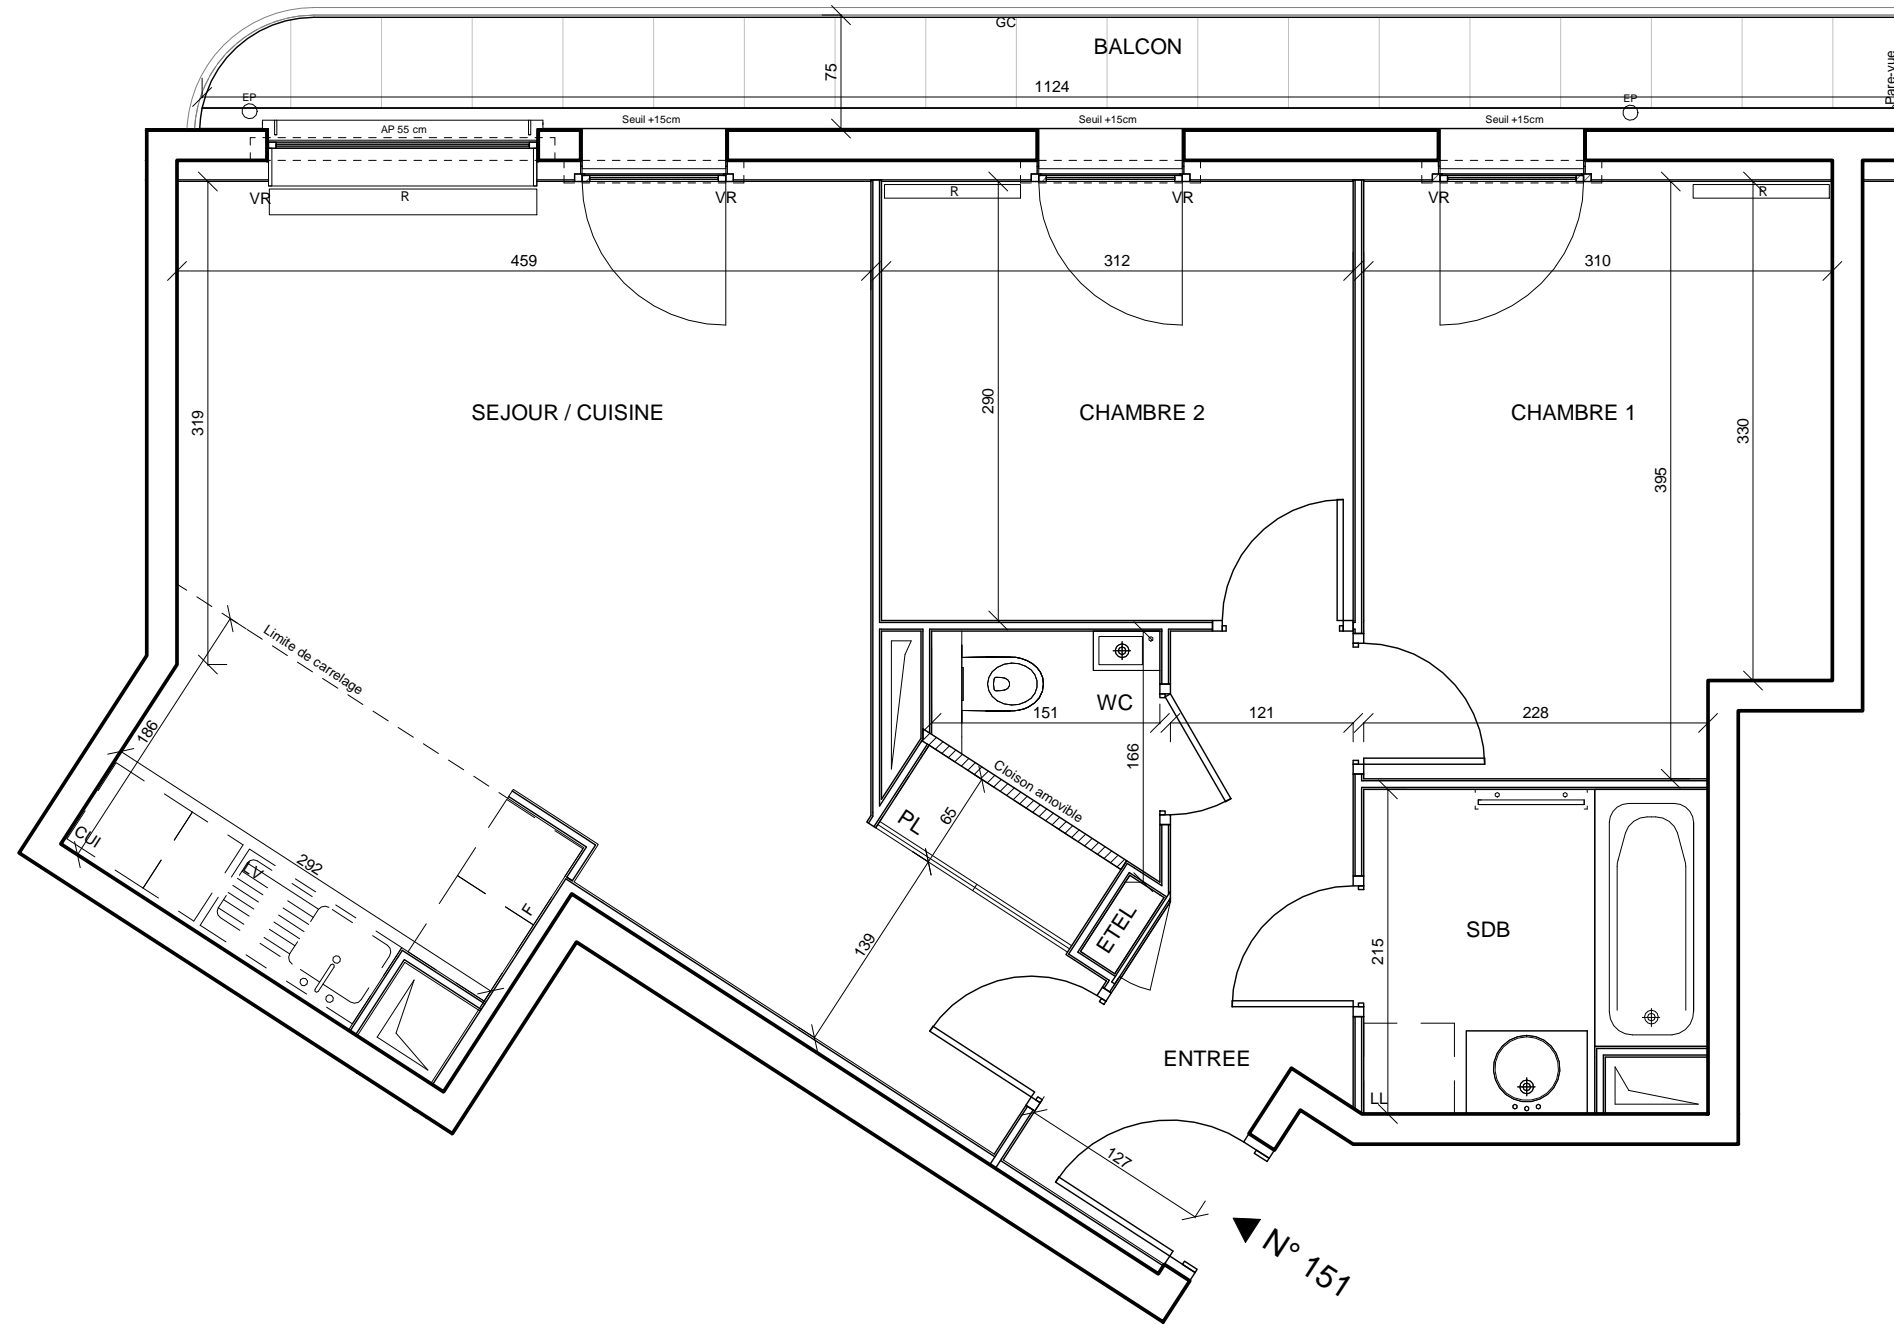 GC
BALCON
75
1124
Pare-vue
EP
EP
AP 55 cm
Seuil +15cm
Seuil +15cm
Seuil +15cm
VR
R
VR
R
VR
VR
R
459
312
310
319
SEJOUR / CUISINE
290
CHAMBRE 2
CHAMBRE 1
330
395
Limite de carrelage
186
WC
151
121
228
166
Cloison amovible
65
PL
CUI
292
LV
F
139
ETEL
215
SDB
ENTREE
LL
127
N° 151